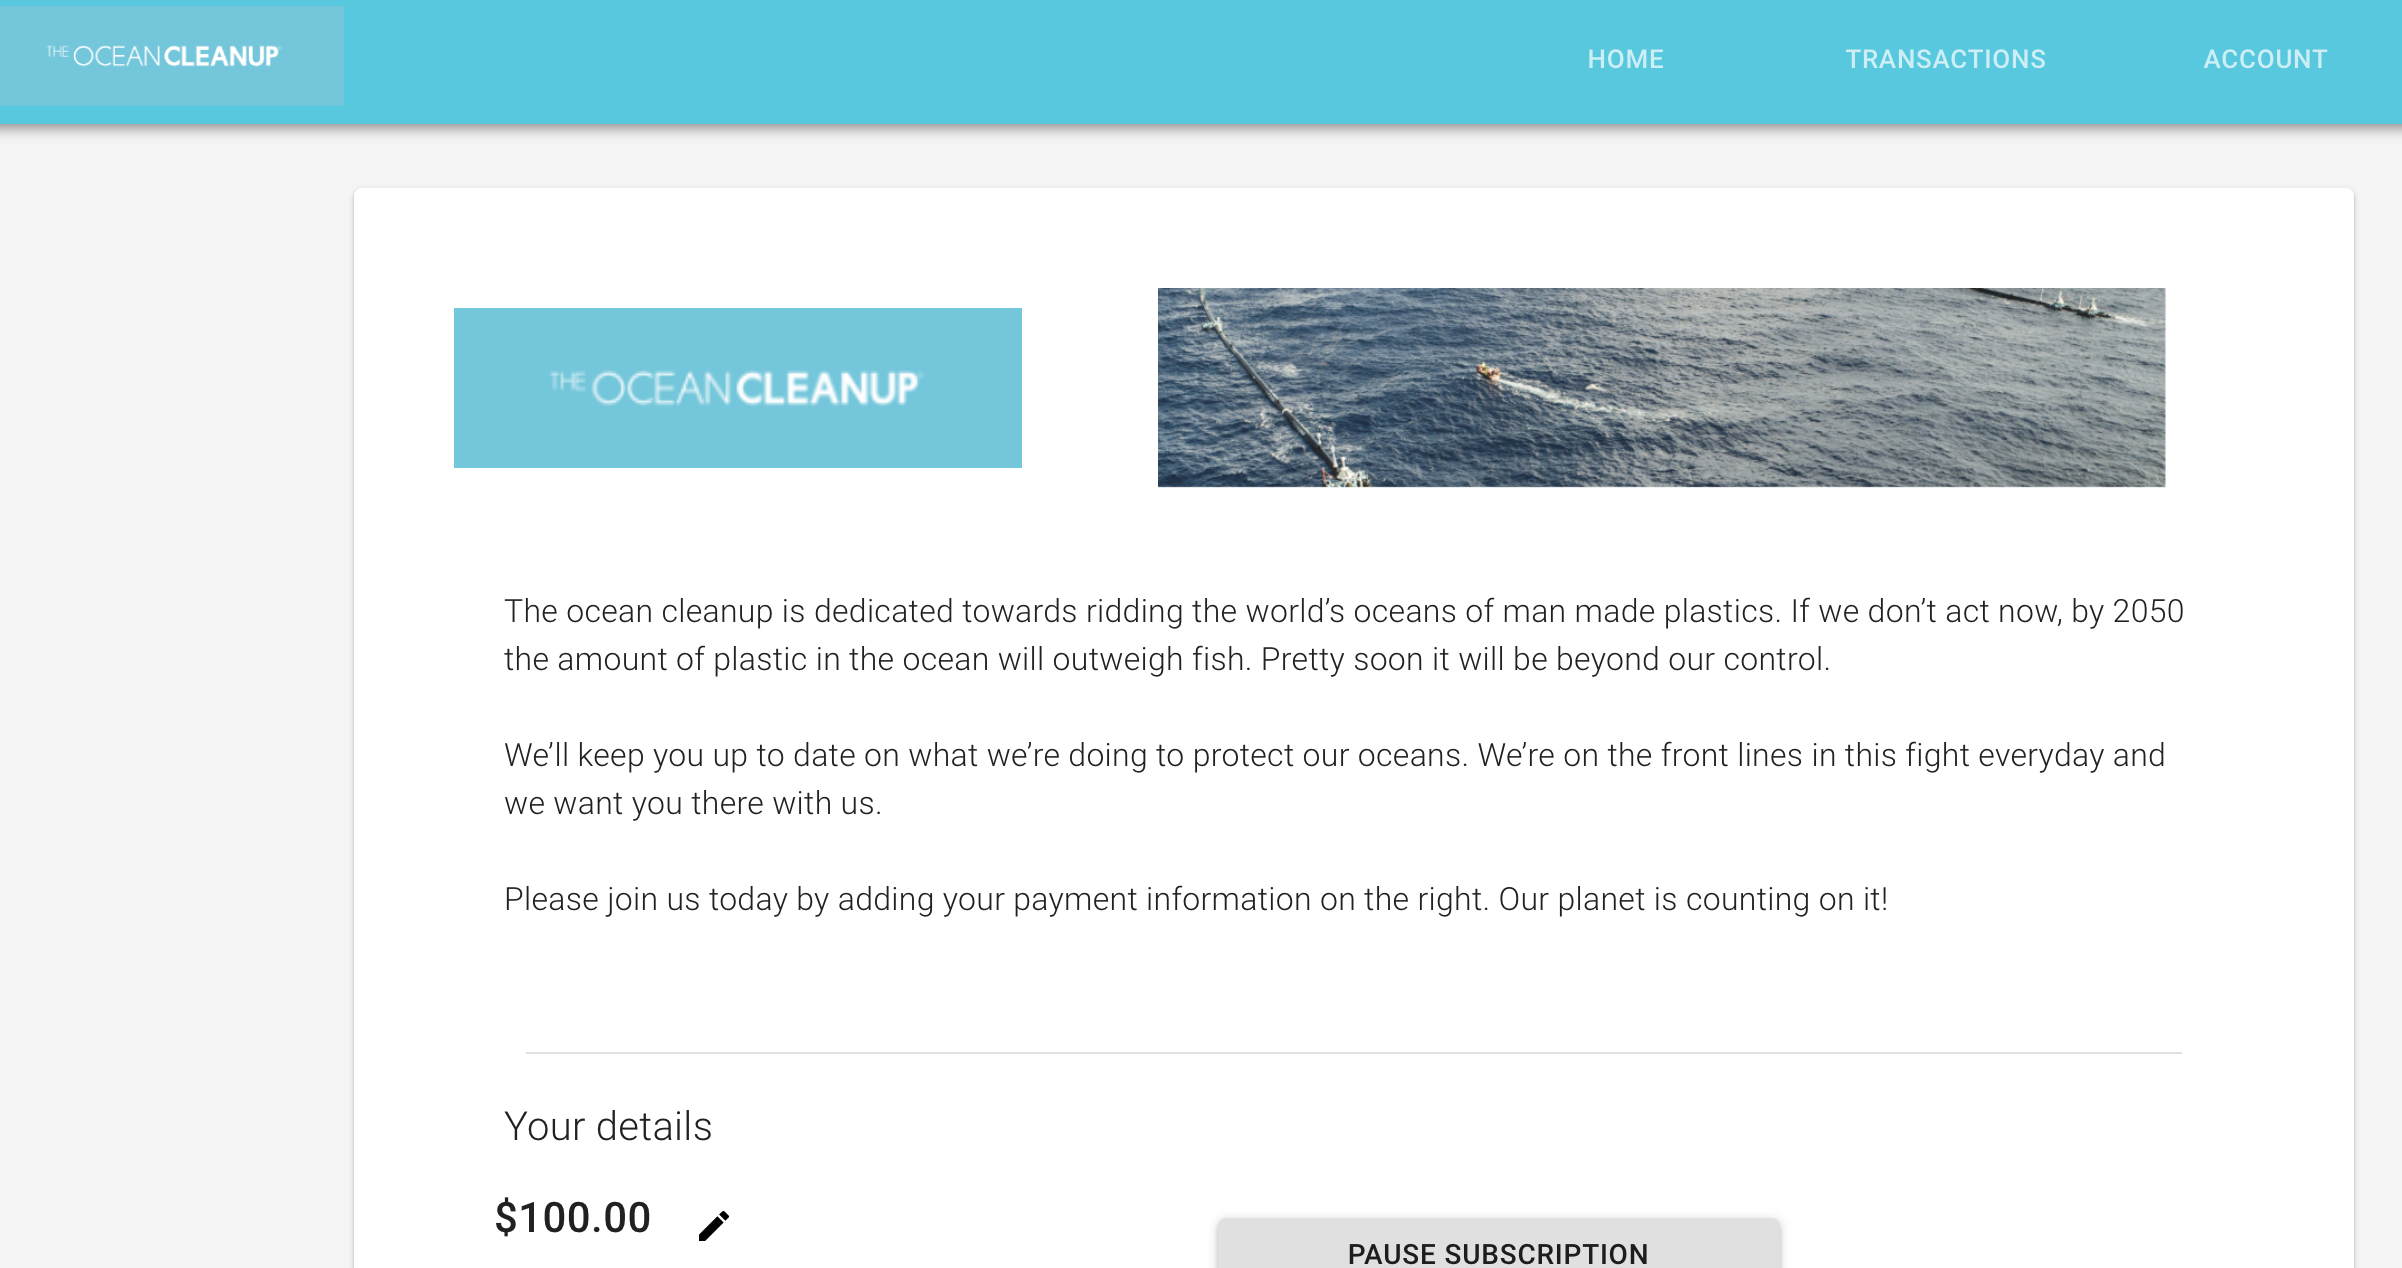 THE OCEANCLEANUP
HOME
TRANSACTIONS
ACCOUNT
THE OCEANCLEANUP
The ocean cleanup is dedicated towards ridding the world’s oceans of man made plastics. If we don’t act now, by 2050
the amount of plastic in the ocean will outweigh fish. Pretty soon it will be beyond our control.
We’ll keep you up to date on what we’re doing to protect our oceans. We’re on the front lines in this fight everyday and
we want you there with us.
Please join us today by adding your payment information on the right. Our planet is counting on it!
Your details
$100.00
PAUSE SUBSCRIPTION